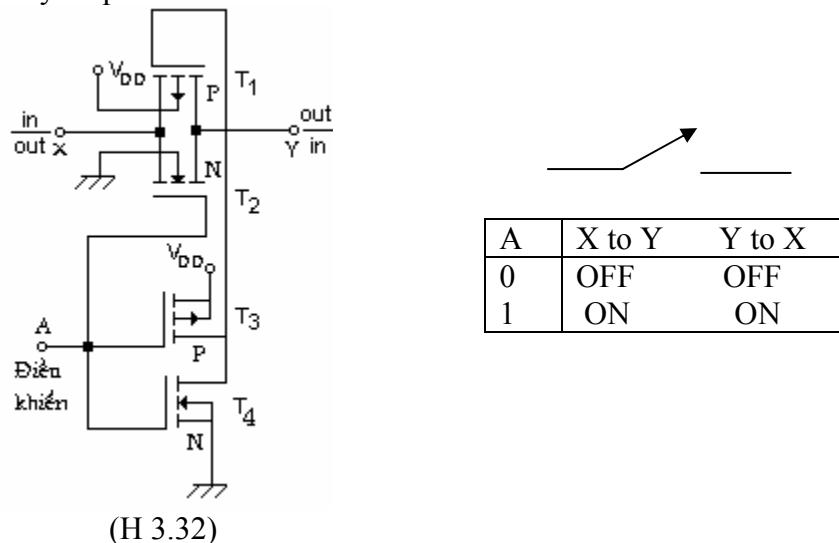 V_DD
T1
P
in
out X
out
Y in
N
T2
V_DD
T3
A
P
Điều
khiển
T4
N
A X to Y Y to X
0 OFF OFF
1 ON ON
(H 3.32)